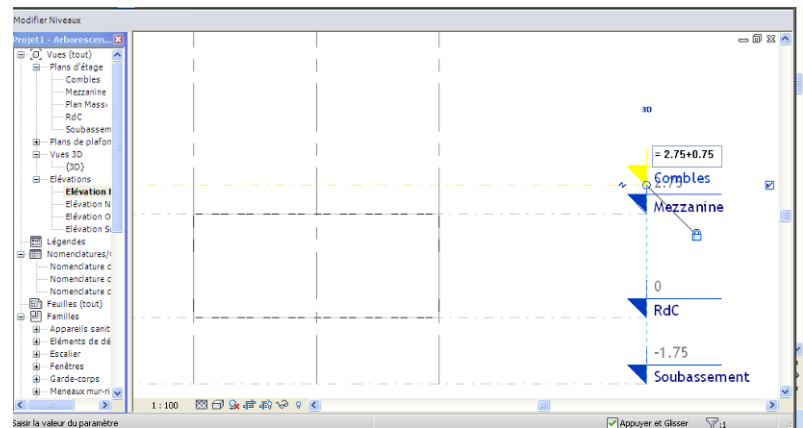 Modifier Niveaux
Projet1 - Arborescen...
Vues (tout)
Plans d'étage
Combles
Mezzanine
Plan Mass
RdC
Soubassem
Plans de plafon
Vues 3D
{3D}
Elévations
Elévation E
Elévation N
Elévation O
Elévation S
Légendes
Nomenclatures/
Nomenclature d
Nomenclature d
Nomenclature d
Feuilles (tout)
Familles
Appareils sanit
Eléments de dé
Escalier
Fenêtres
Garde-corps
Meneaux mur-ri
3D
= 2.75+0.75
Combles
2.75
Mezzanine
0
RdC
-1.75
Soubassement
1 : 100
Saisir la valeur du paramètre
Appuyer et Glisser
:1